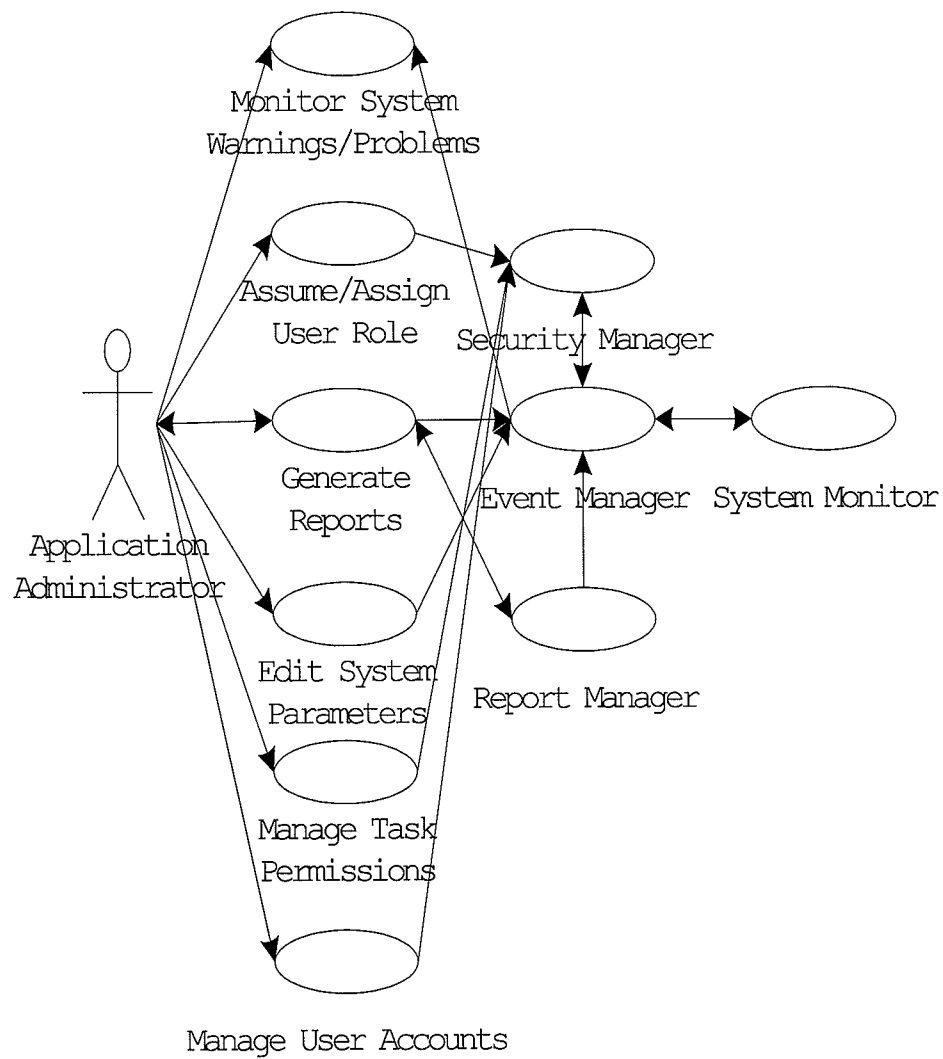 Monitor System
Warnings/Problems
Assume/Assign
User Role
Security Manager
Generate
Reports
Event Manager
System Monitor
Application
Administrator
Edit System
Parameters
Report Manager
Manage Task
Permissions
Manage User Accounts